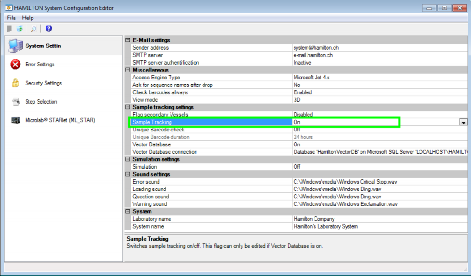 HAMILTON System Configuration Editor
File Help
System Settin
Error Settings
Security Settings
Step Selection
Microlab® STARlet (ML_STAR)
E-Mail settings
Sender address system@hamilton.ch
SMTP server e-mail.hamilton.ch
SMTP server authentification Inactive
Miscellaneous
Access Engine Type Microsoft Jet 4.x
Ask for sequence names after drop No
Check barcodes always Enabled
View mode 3D
Sample tracking settings
Flag secondary Vessels Disabled
Sample Tracking On
Unique Barcode check Off
Unique Barcode duration 24 hours
Vector Database On
Vector Database connection Database 'HamiltonVectorDB' on Microsoft SQL Server "LOCALHOST\HAMILTO
Simulation settings
Simulation Off
Sound settings
Error sound C:\Windows\media\Windows Critical Stop.wav
Loading sound C:\Windows\media\Windows Ding.wav
Question sound C:\Windows\media\Windows Ding.wav
Warning sound C:\Windows\media\Windows Exclamation.wav
System
Laboratory name Hamilton Company
System name Hamilton's Laboratory System
Sample Tracking
Switches sample tracking on/off. This flag can only be edited if Vector Database is on.